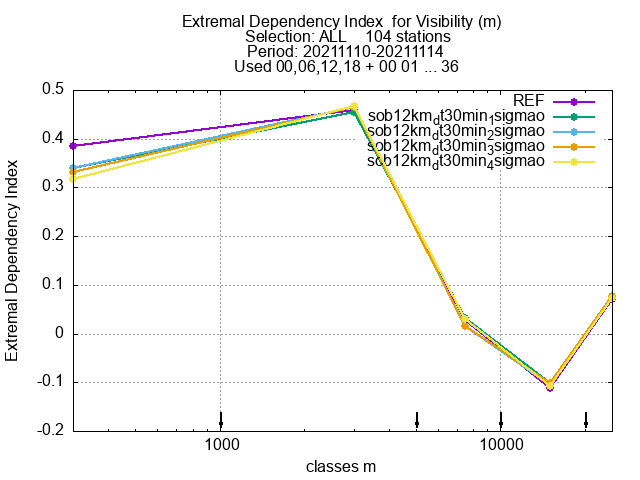 Extremal Dependency Index  for Visibility (m)
Selection: ALL    104 stations
Period: 20211110-20211114
Used 00,06,12,18 + 00 01 ... 36
REF
sob12km_dt30min_1sigmao
sob12km_dt30min_2sigmao
sob12km_dt30min_3sigmao
sob12km_dt30min_4sigmao
0.5
0.4
0.3
0.2
0.1
0
-0.1
-0.2
Extremal Dependency Index
1000 10000
classes m